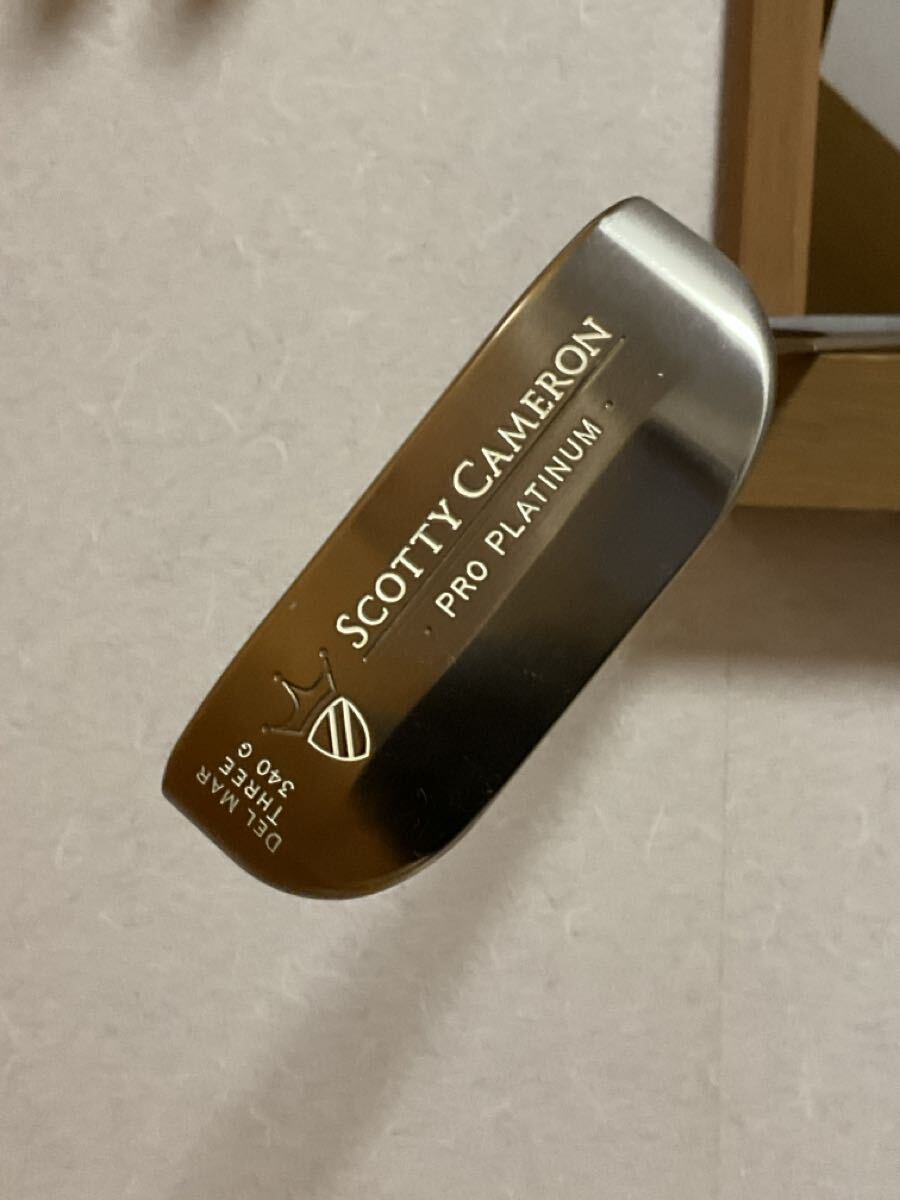 SCOTTY CAMERON
· PRO PLATINUM ·
DEL MAR
THREE
340 G